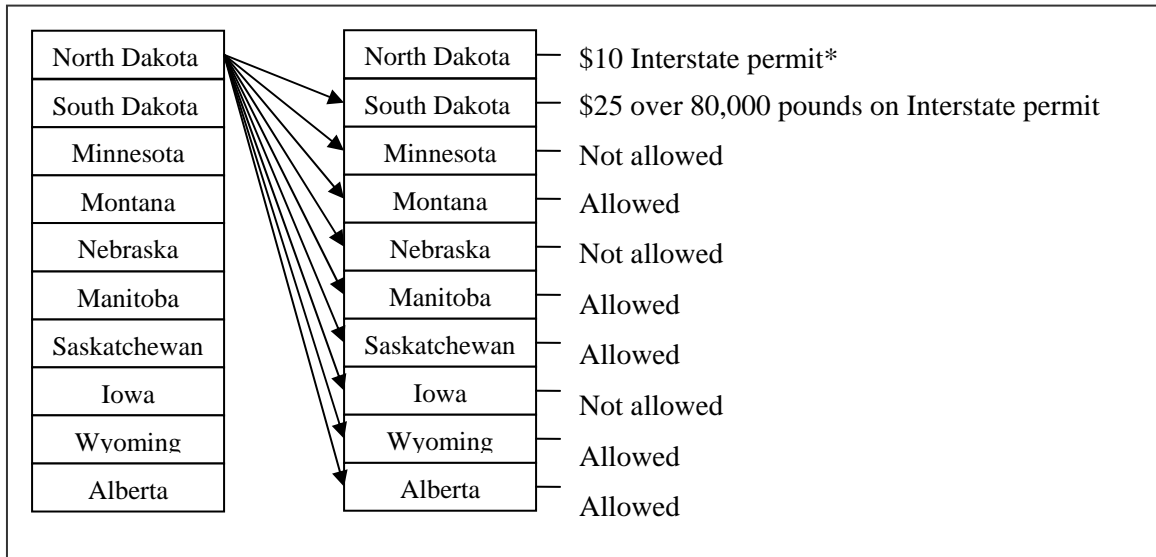 North Dakota North Dakota $10 Interstate permit*
South Dakota South Dakota $25 over 80,000 pounds on Interstate permit
Minnesota Minnesota Not allowed
Montana Montana Allowed
Nebraska Nebraska Not allowed
Manitoba Manitoba Allowed
Saskatchewan Saskatchewan Allowed
Iowa Iowa Not allowed
Wyoming Wyoming Allowed
Alberta Alberta Allowed